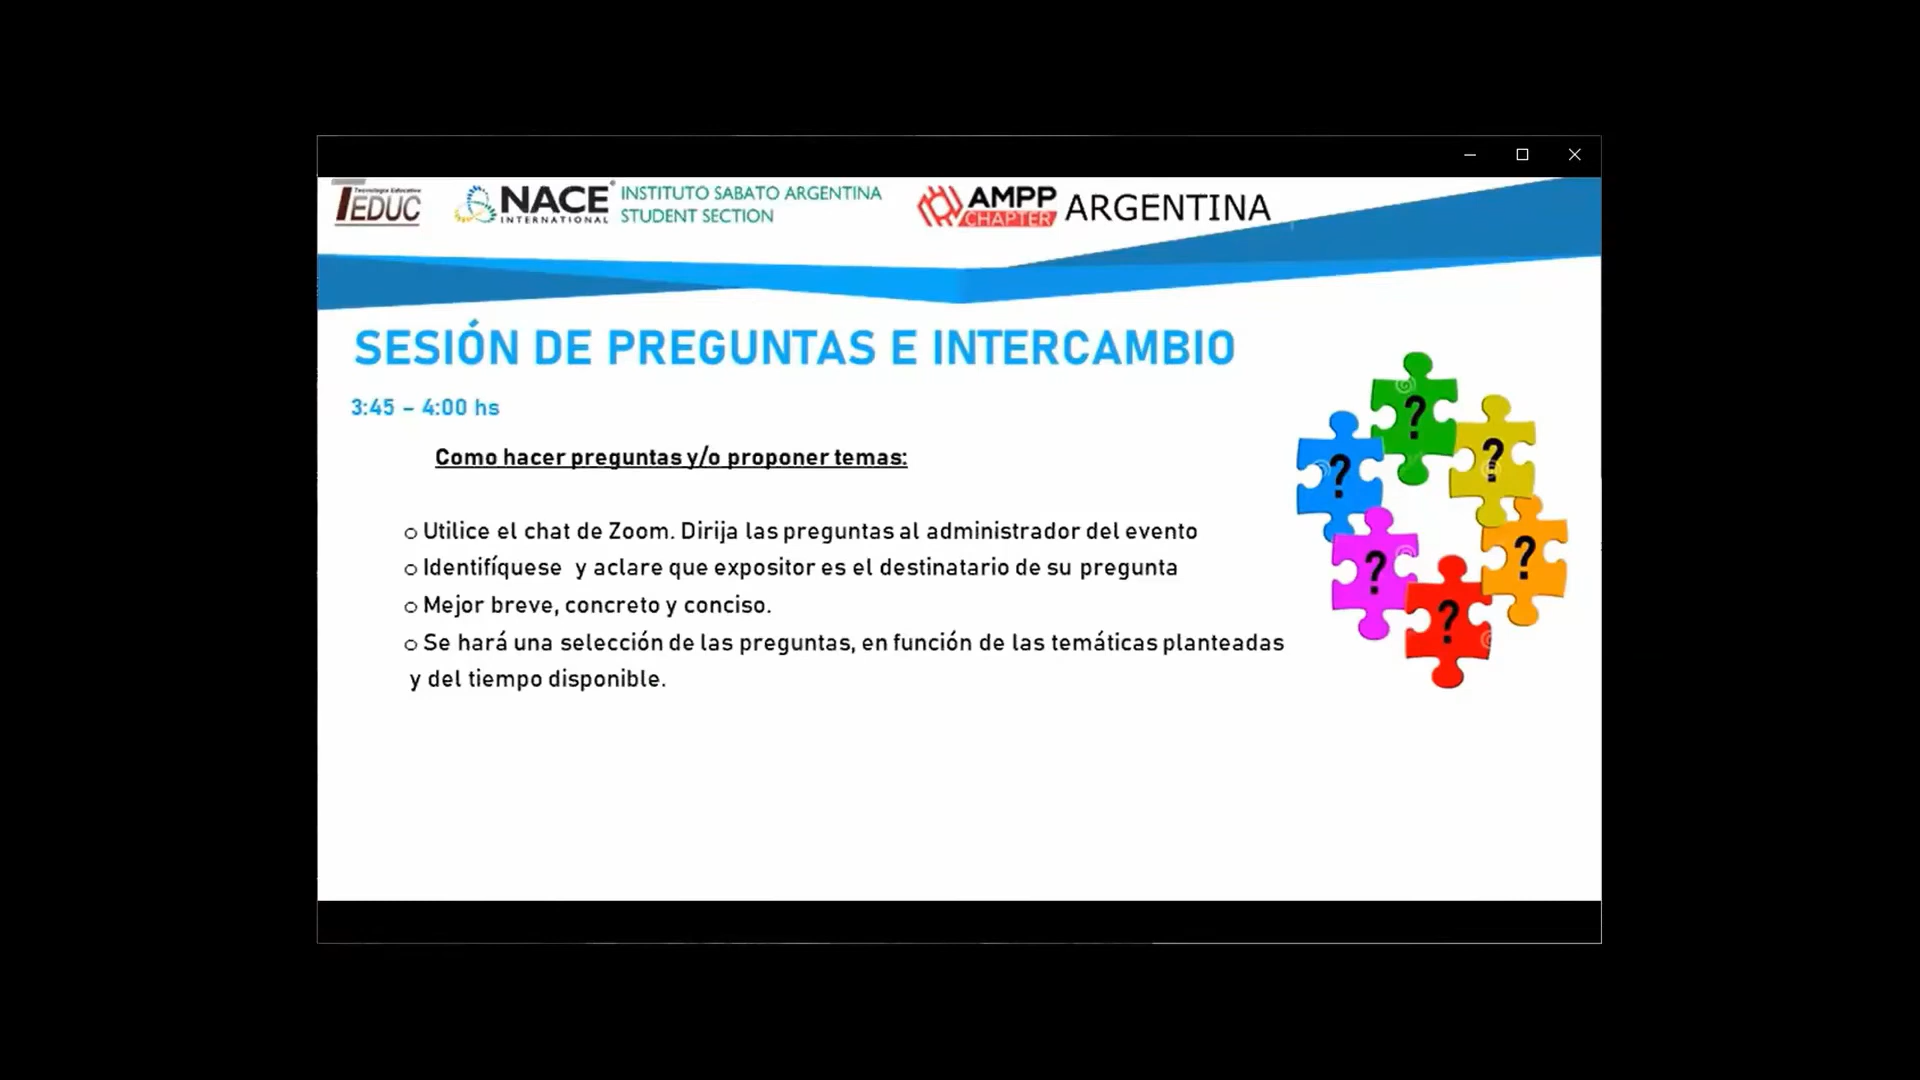 Tecnología Educativa
TEDUC
NACE
INTERNATIONAL
INSTITUTO SABATO ARGENTINA
STUDENT SECTION
AMPP
CHAPTER
ARGENTINA
SESIÓN DE PREGUNTAS E INTERCAMBIO
3:45 – 4:00 hs
Como hacer preguntas y/o proponer temas:
o Utilice el chat de Zoom. Dirija las preguntas al administrador del evento
o Identifíquese y aclare que expositor es el destinatario de su pregunta
o Mejor breve, concreto y conciso.
o Se hará una selección de las preguntas, en función de las temáticas planteadas
y del tiempo disponible.
?
?
?
?
?
?